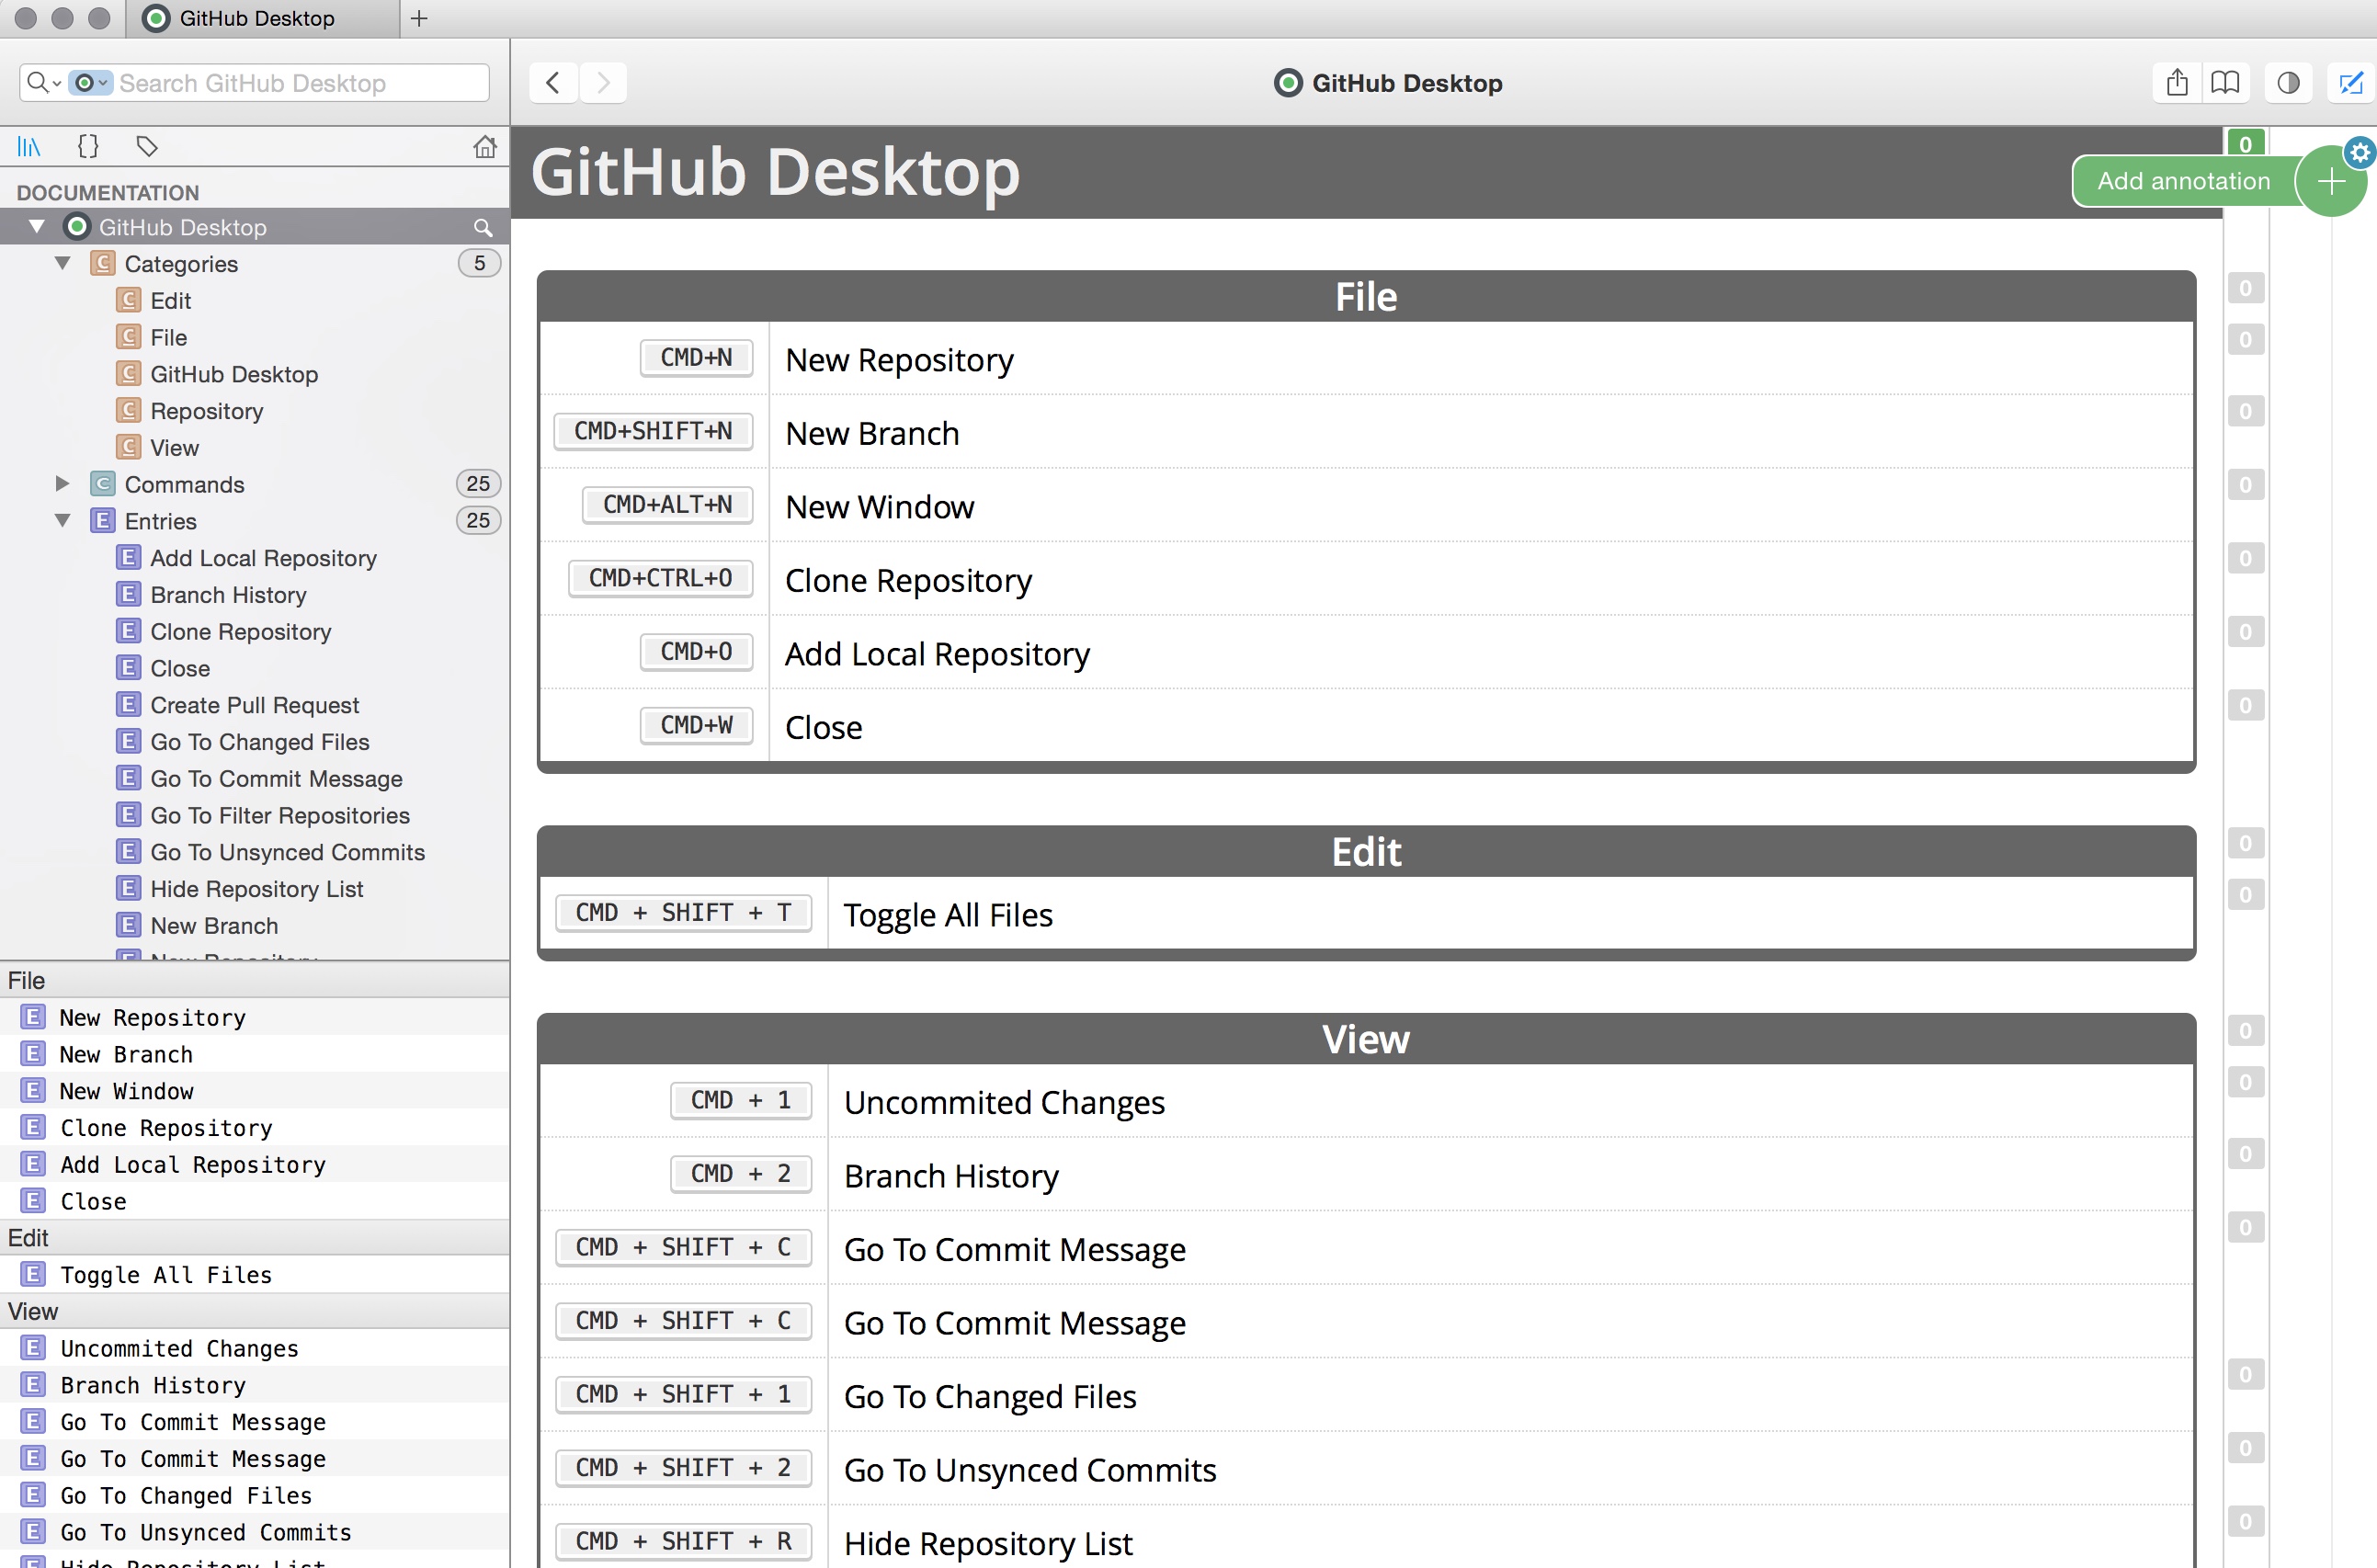 GitHub Desktop
Search GitHub Desktop
GitHub Desktop
DOCUMENTATION
GitHub Desktop
Categories 5
Edit
File
GitHub Desktop
Repository
View
Commands 25
Entries 25
Add Local Repository
Branch History
Clone Repository
Close
Create Pull Request
Go To Changed Files
Go To Commit Message
Go To Filter Repositories
Go To Unsynced Commits
Hide Repository List
New Branch
New Repository
File
New Repository
New Branch
New Window
Clone Repository
Add Local Repository
Close
Edit
Toggle All Files
View
Uncommited Changes
Branch History
Go To Commit Message
Go To Commit Message
Go To Changed Files
Go To Unsynced Commits
Hide Repository List
GitHub Desktop
0
Add annotation
File
0
CMD+N New Repository
0
CMD+SHIFT+N New Branch
0
CMD+ALT+N New Window
0
CMD+CTRL+O Clone Repository
0
CMD+O Add Local Repository
0
CMD+W Close
0
Edit
0
CMD + SHIFT + T Toggle All Files
0
View
0
CMD + 1 Uncommited Changes
0
CMD + 2 Branch History
0
CMD + SHIFT + C Go To Commit Message
0
CMD + SHIFT + C Go To Commit Message
CMD + SHIFT + 1 Go To Changed Files
0
CMD + SHIFT + 2 Go To Unsynced Commits
0
CMD + SHIFT + R Hide Repository List
0